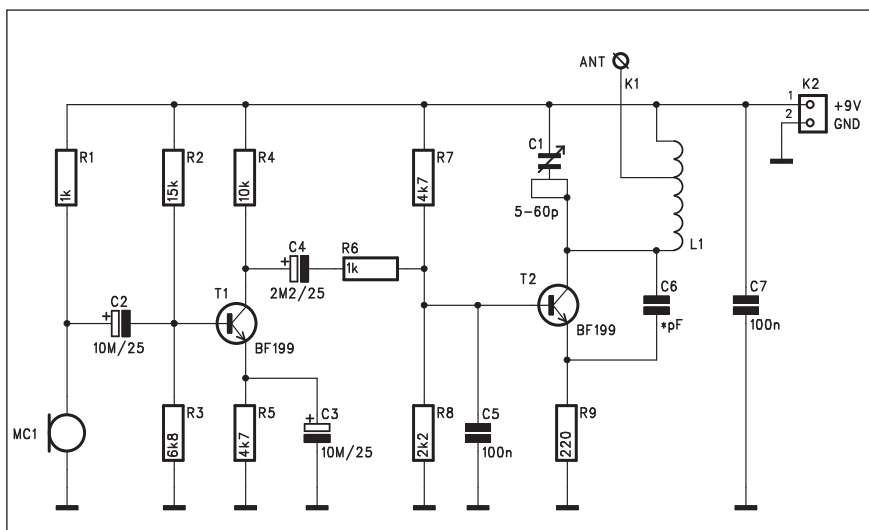 ANT
K1
K2
1
+9V
2
GND
R1
1k
R2
15k
R4
10k
R7
4k7
C1
5-60p
L1
C4
+
2M2/25
R6
1k
T1
BF199
T2
BF199
C6
*pF
C7
100n
C2
+
10M/25
MC1
R3
6k8
R5
4k7
C3
+
10M/25
R8
2k2
C5
100n
R9
220